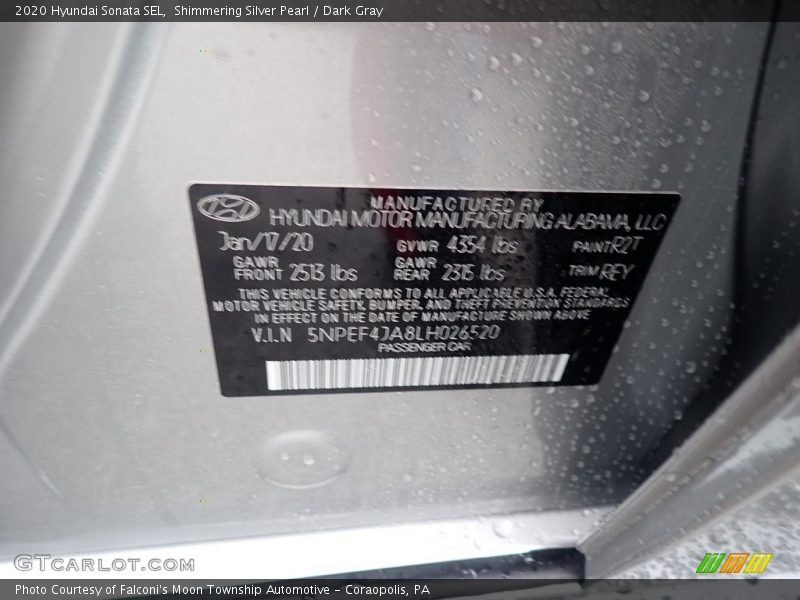 2020 Hyundai Sonata SEL, Shimmering Silver Pearl / Dark Gray
MANUFACTURED BY
HYUNDAI MOTOR MANUFACTURING ALABAMA, LLC
Jan/17/20 GVWR 4354 lbs PAINT R2T
GAWR FRONT 2513 lbs GAWR REAR 2315 lbs TRIM REY
THIS VEHICLE CONFORMS TO ALL APPLICABLE U.S.A. FEDERAL
MOTOR VEHICLE SAFETY, BUMPER, AND THEFT PREVENTION STANDARDS
IN EFFECT ON THE DATE OF MANUFACTURE SHOWN ABOVE
V.I.N 5NPEF4JA8LH026520
PASSENGER CAR
GTCARLOT.COM
Photo Courtesy of Falconi's Moon Township Automotive - Coraopolis, PA